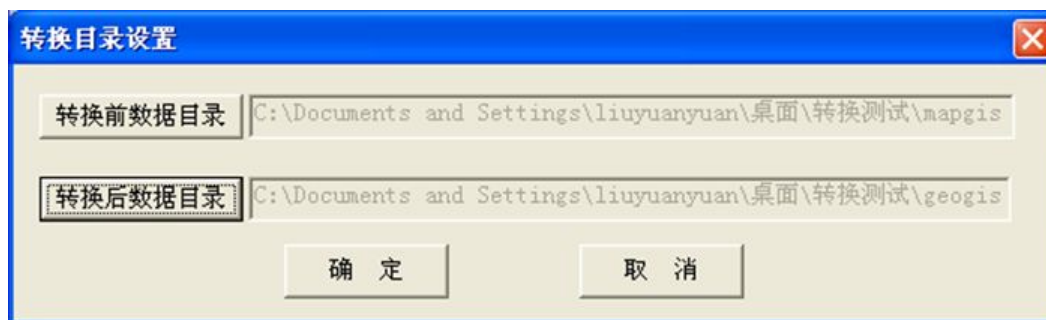 转换目录设置
转换前数据目录 C:\Documents and Settings\liuyuanyuan\桌面\转换测试\mapgis
转换后数据目录 C:\Documents and Settings\liuyuanyuan\桌面\转换测试\geogis
确 定 取 消